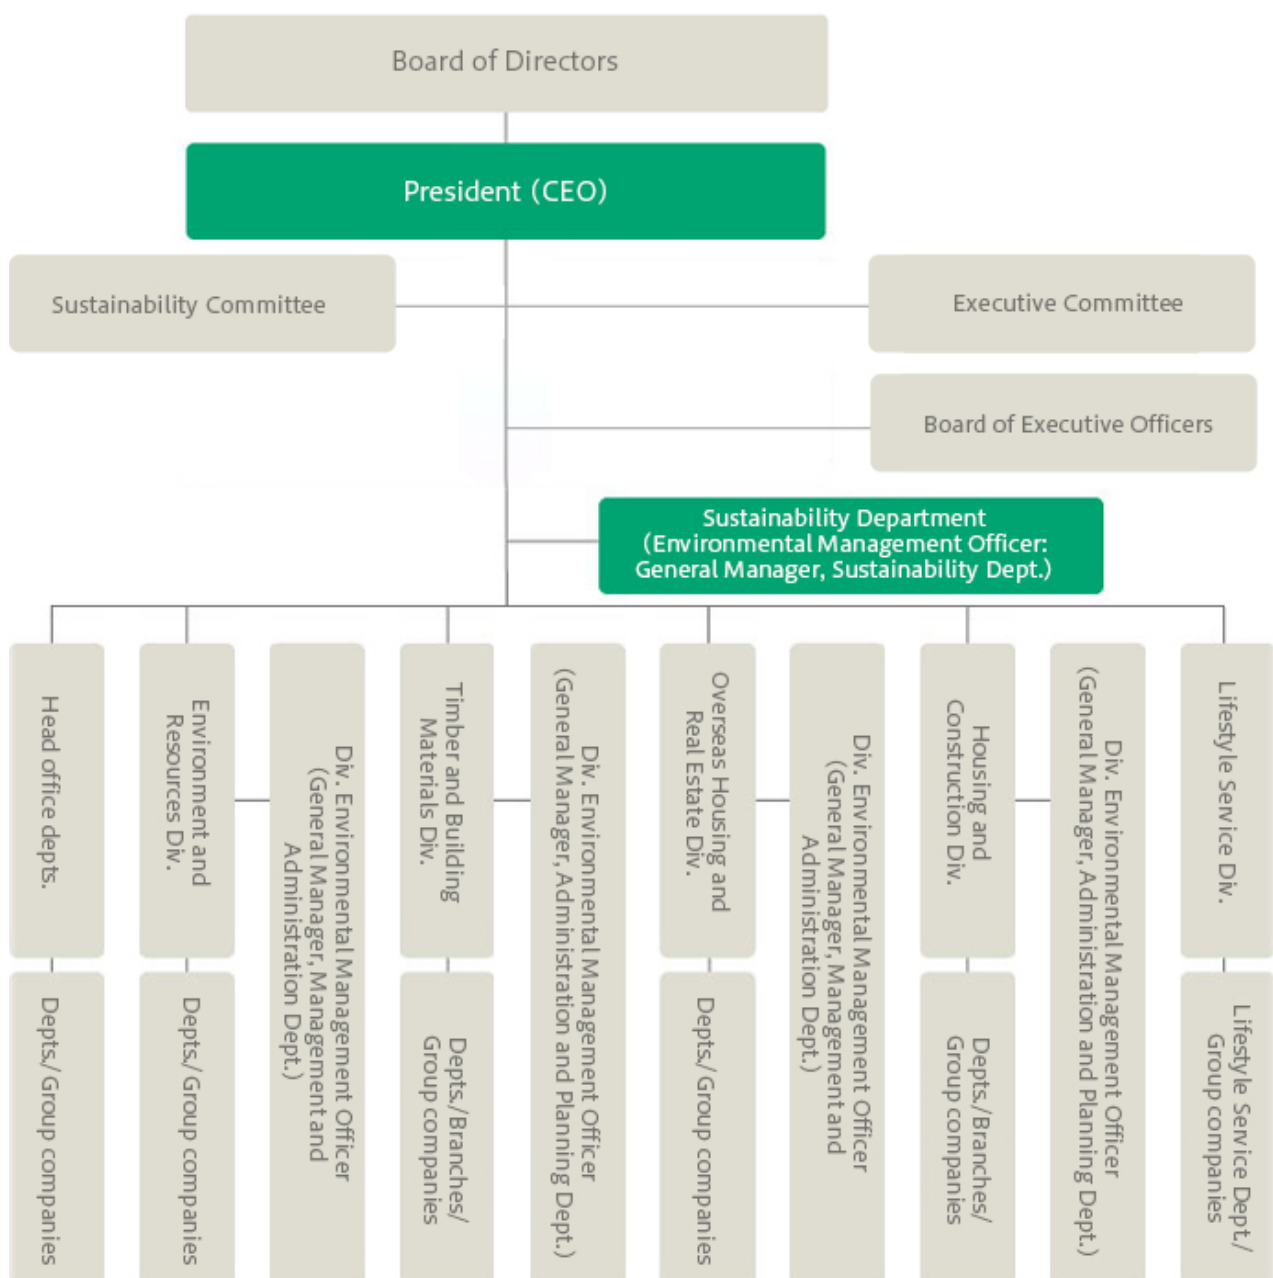 Board of Directors
President (CEO)
Sustainability Committee
Executive Committee
Board of Executive Officers
Sustainability Department
(Environmental Management Officer:
General Manager, Sustainability Dept.)
Head office depts.
Depts./Group companies
Environment and
Resources Div.
Depts./Group companies
Div. Environmental Management Officer
(General Manager, Management and
Administration Dept.)
Timber and Building
Materials Div.
Depts./Branches/
Group companies
Div. Environmental Management Officer
(General Manager, Administration and Planning Dept.)
Overseas Housing and
Real Estate Div.
Depts./Group companies
Div. Environmental Management Officer
(General Manager, Management and
Administration Dept.)
Housing and
Construction Div.
Depts./Branches/
Group companies
Div. Environmental Management Officer
(General Manager, Administration and Planning Dept.)
Lifestyle Service Div.
Lifestyle Service Dept./
Group companies